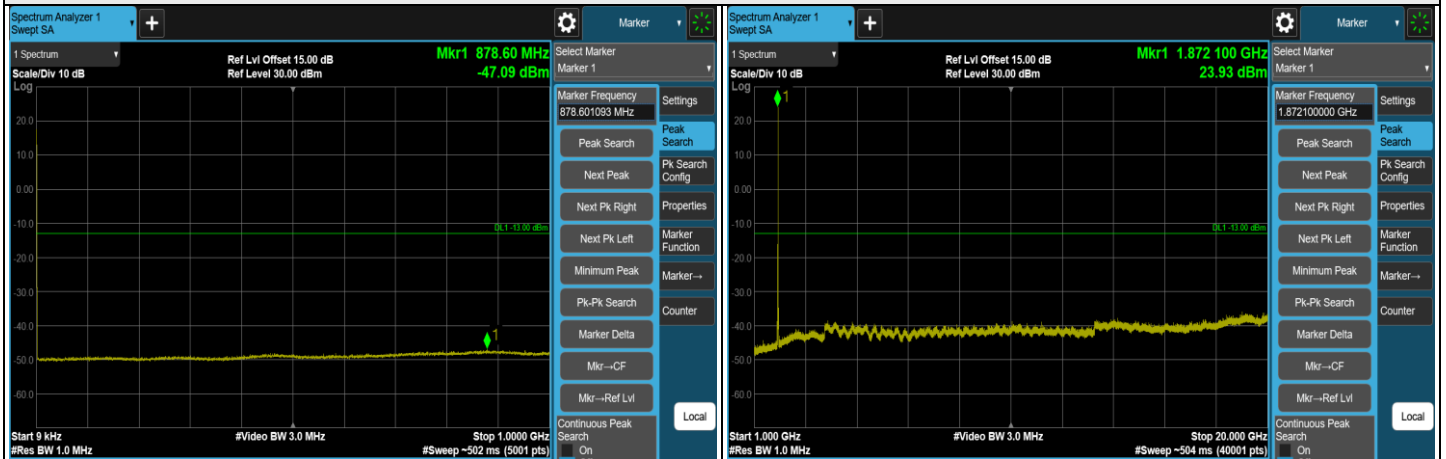 Spectrum Analyzer 1
Swept SA
+
Marker
1 Spectrum
Scale/Div 10 dB
Log
Ref Lvl Offset 15.00 dB
Ref Level 30.00 dBm
Mkr1 878.60 MHz
-47.09 dBm
20.0
10.0
0.00
-10.0
-20.0
-30.0
-40.0
-50.0
-60.0
DL1 -13.00 dBm
1
Start 9 kHz
#Res BW 1.0 MHz
#Video BW 3.0 MHz
Stop 1.0000 GHz
#Sweep ~502 ms (5001 pts)
Select Marker
Marker 1
Marker Frequency
878.601093 MHz
Peak Search
Next Peak
Next Pk Right
Next Pk Left
Minimum Peak
Pk-Pk Search
Marker Delta
Mkr→CF
Mkr→Ref Lvl
Continuous Peak
Search
On
Settings
Peak
Search
Pk Search
Config
Properties
Marker
Function
Marker→
Counter
Local
Spectrum Analyzer 1
Swept SA
+
Marker
1 Spectrum
Scale/Div 10 dB
Log
Ref Lvl Offset 15.00 dB
Ref Level 30.00 dBm
Mkr1 1.872 100 GHz
23.93 dBm
1
20.0
10.0
0.00
-10.0
-20.0
-30.0
-40.0
-50.0
-60.0
DL1 -13.00 dBm
Start 1.000 GHz
#Res BW 1.0 MHz
#Video BW 3.0 MHz
Stop 20.000 GHz
#Sweep ~504 ms (40001 pts)
Select Marker
Marker 1
Marker Frequency
1.872100000 GHz
Peak Search
Next Peak
Next Pk Right
Next Pk Left
Minimum Peak
Pk-Pk Search
Marker Delta
Mkr→CF
Mkr→Ref Lvl
Continuous Peak
Search
On
Settings
Peak
Search
Pk Search
Config
Properties
Marker
Function
Marker→
Counter
Local